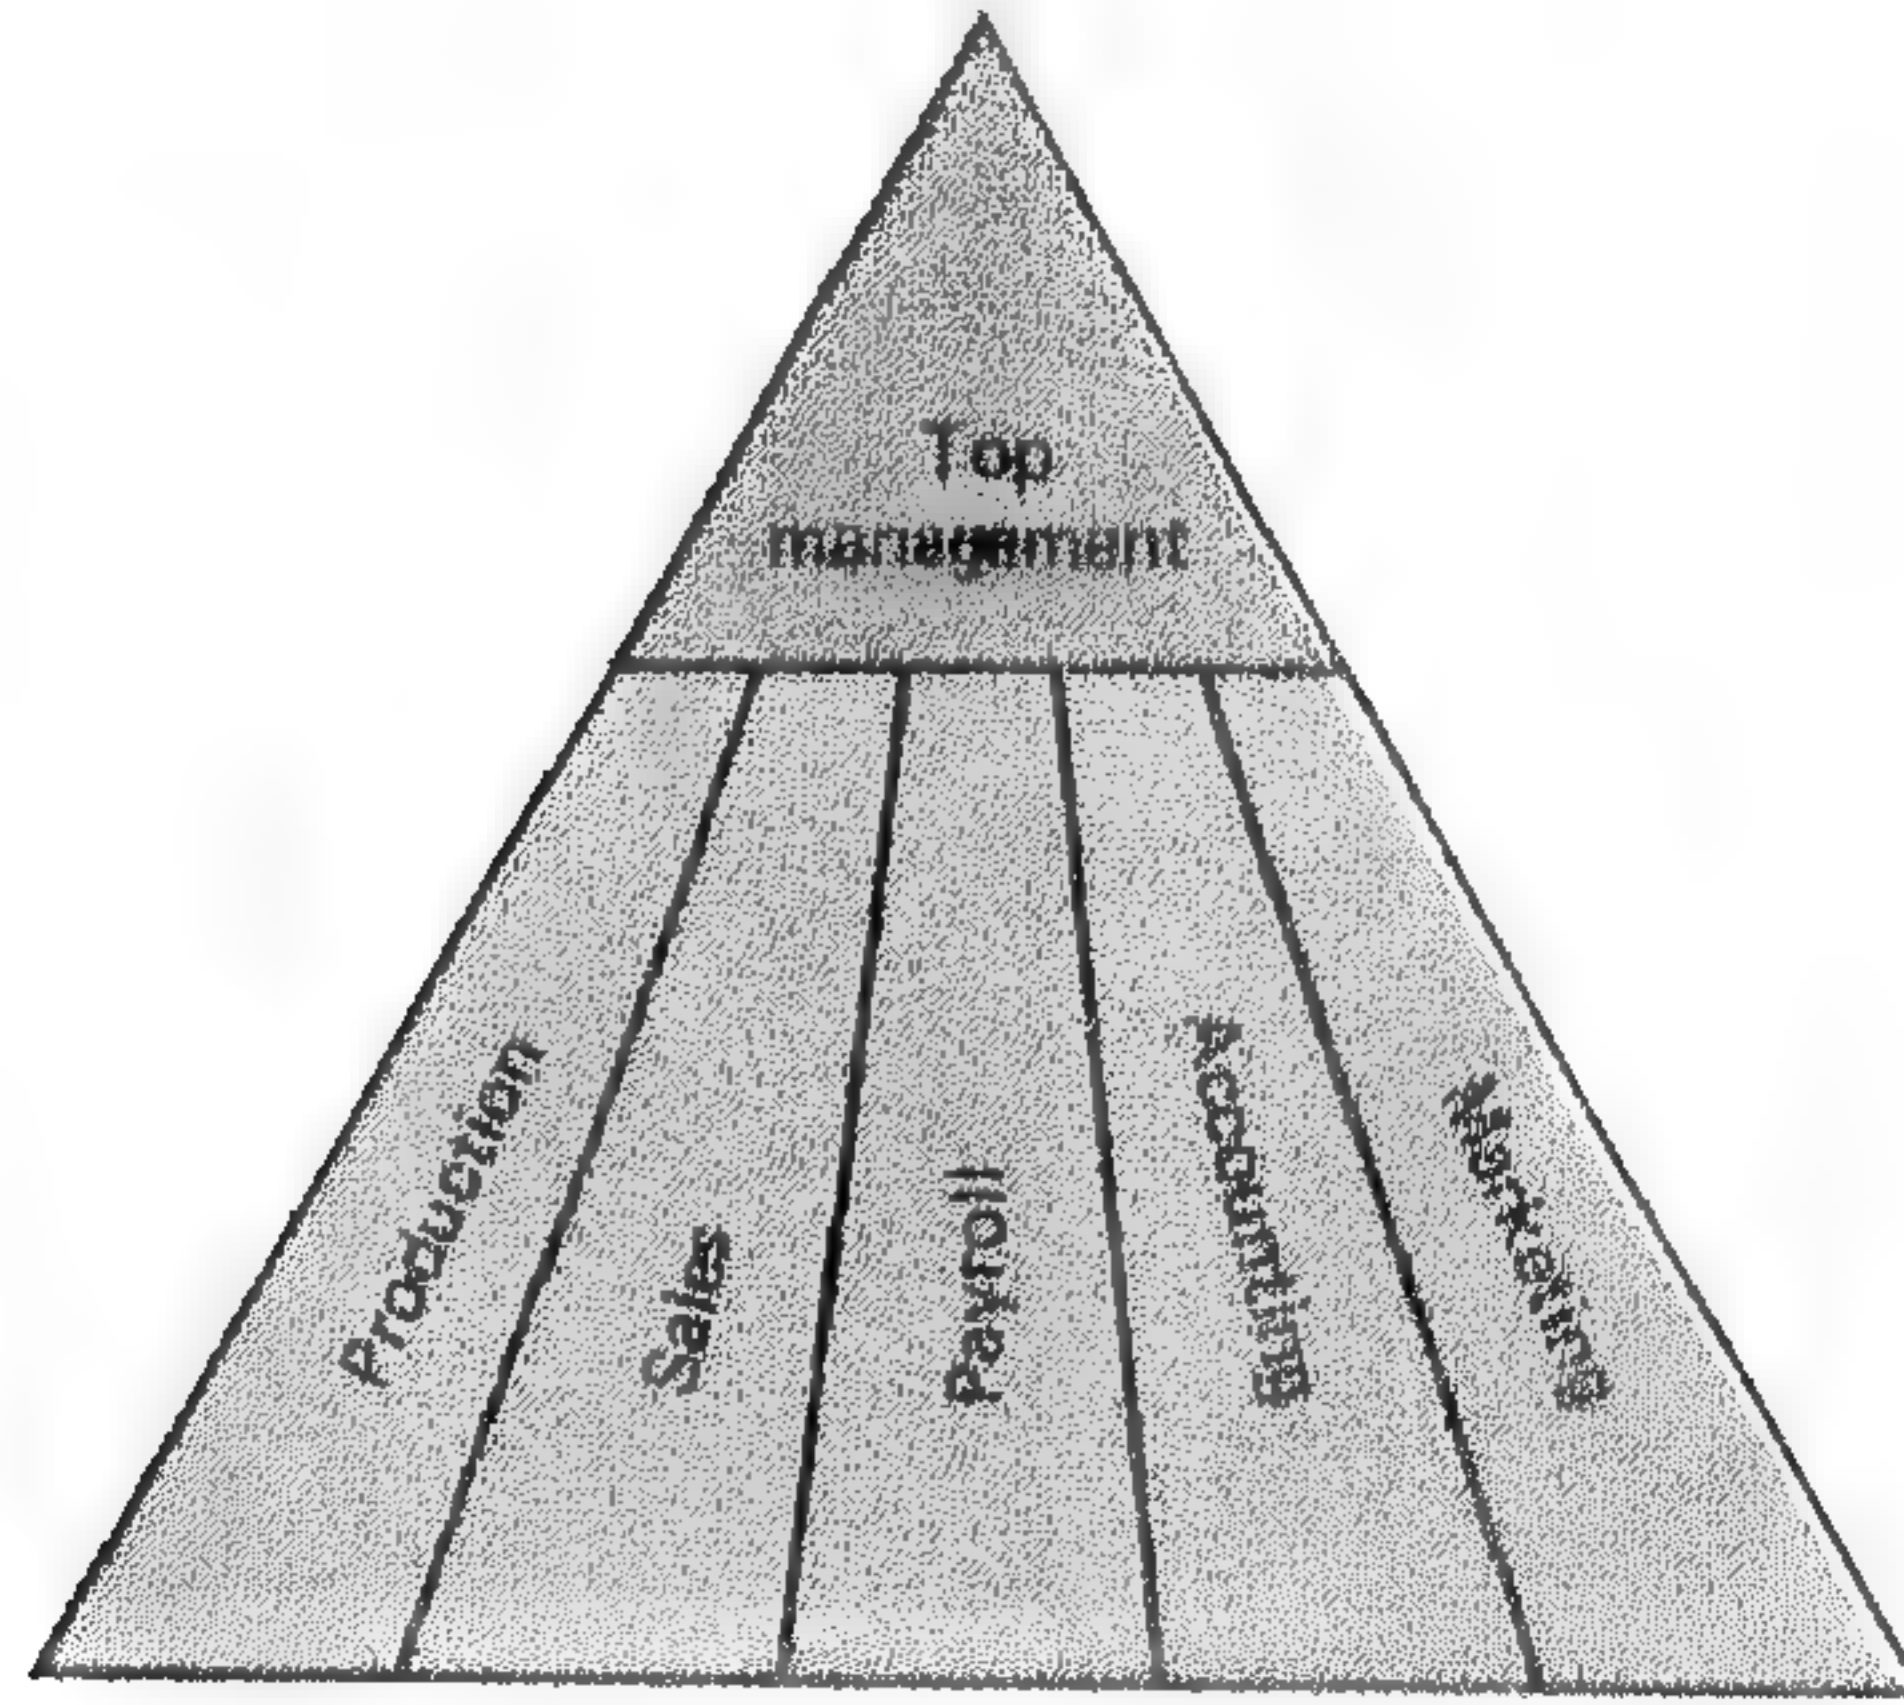 Top
management
Production
Sales
Payroll
Accounting
Marketing